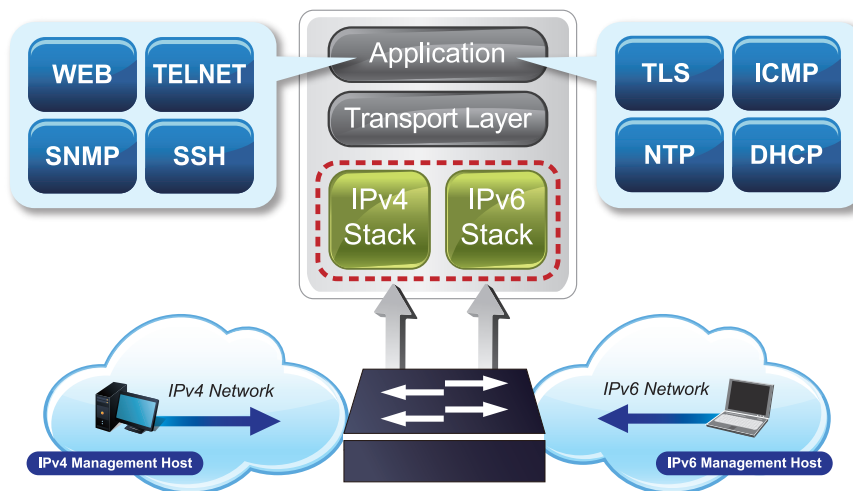 WEB
TELNET
SNMP
SSH
Application
Transport Layer
IPv4
Stack
IPv6
Stack
TLS
ICMP
NTP
DHCP
IPv4 Network
IPv4 Management Host
IPv6 Network
IPv6 Management Host